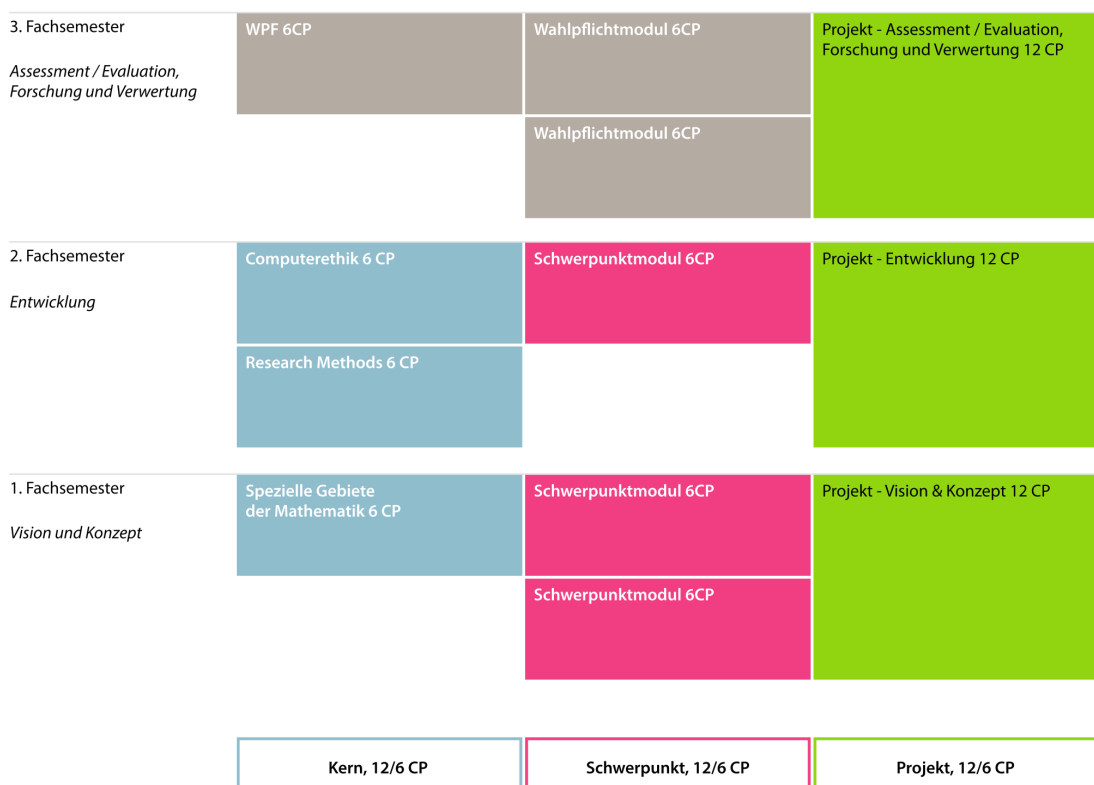 3. Fachsemester
Assessment / Evaluation,
Forschung und Verwertung
WPF 6CP
Wahlpflichtmodul 6CP
Projekt - Assessment / Evaluation,
Forschung und Verwertung 12 CP
Wahlpflichtmodul 6CP
2. Fachsemester
Entwicklung
Computerethik 6 CP
Schwerpunktmodul 6CP
Projekt - Entwicklung 12 CP
Research Methods 6 CP
1. Fachsemester
Vision und Konzept
Spezielle Gebiete
der Mathematik 6 CP
Schwerpunktmodul 6CP
Projekt - Vision & Konzept 12 CP
Schwerpunktmodul 6CP
Kern, 12/6 CP
Schwerpunkt, 12/6 CP
Projekt, 12/6 CP